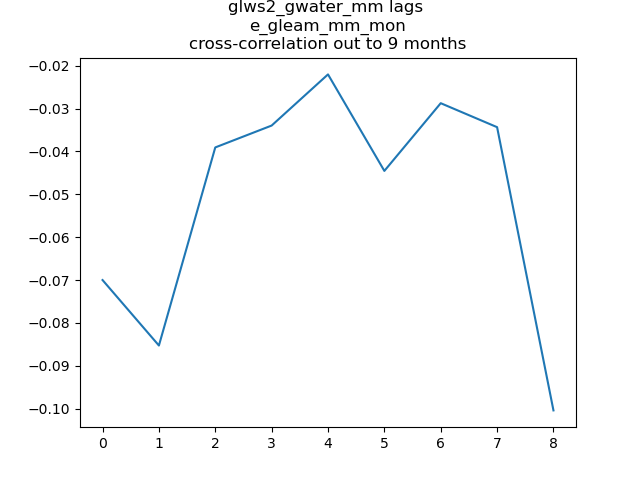 glws2_gwater_mm lags
e_gleam_mm_mon
cross-correlation out to 9 months
−0.02
−0.03
−0.04
−0.05
−0.06
−0.07
−0.08
−0.09
−0.10
0 1 2 3 4 5 6 7 8